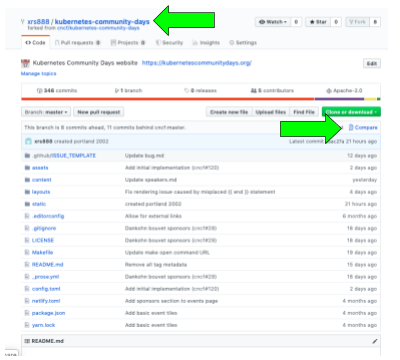 xrs888 / kubernetes-community-days
forked from cncf/kubernetes-community-days
Watch 0 Star 0 Fork 6
Code Pull requests 0 Projects 0 Security Insights Settings
Kubernetes Community Days website https://kubernetescommunitydays.org/ Edit
Manage topics
346 commits 1 branch 0 releases 5 contributors Apache-2.0
Branch: master New pull request Create new file Upload files Find File Clone or download
This branch is 8 commits ahead, 11 commits behind cncf:master. Compare
xrs888 created portland 2002 Latest commit 21 hours ago
.github/ISSUE_TEMPLATE Update bug.md 12 days ago
assets Add initial implementation (cncf#120) 2 days ago
content Update speakers.md yesterday
layouts Fix rendering issue caused by misplaced {{ end }} statement 4 days ago
static created portland 2002 21 hours ago
.editorconfig Allow for external links 6 months ago
.gitignore Dankohn bouvet sponsors (cncf#29) 18 days ago
LICENSE Dankohn bouvet sponsors (cncf#29) 18 days ago
Makefile Update make open command URL 19 days ago
README.md Remove all tag metadata 15 days ago
_prose.yml Dankohn bouvet sponsors (cncf#29) 18 days ago
config.toml Add initial implementation (cncf#120) 2 days ago
netlify.toml Add sponsors section to events page 4 months ago
package.json Add basic event tiles 4 months ago
yarn.lock Add basic event tiles 4 months ago
README.md